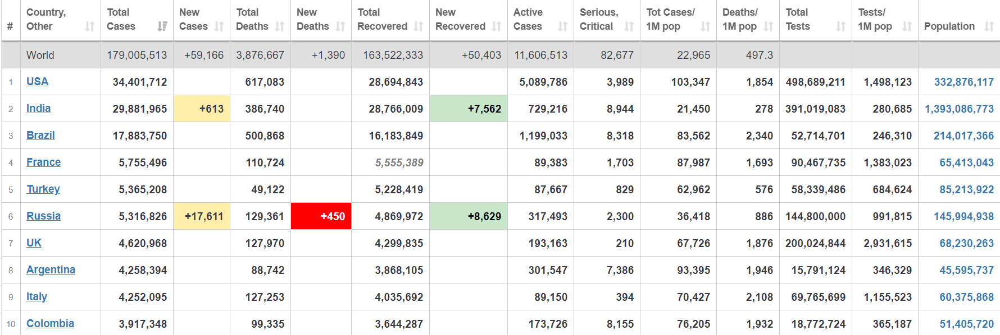 # Country, Other Total Cases New Cases Total Deaths New Deaths Total Recovered New Recovered Active Cases Serious, Critical Tot Cases/ 1M pop Deaths/ 1M pop Total Tests Tests/ 1M pop Population
World 179,005,513 +59,166 3,876,667 +1,390 163,522,333 +50,403 11,606,513 82,677 22,965 497.3
1 USA 34,401,712 617,083 28,694,843 5,089,786 3,989 103,347 1,854 498,689,211 1,498,123 332,876,117
2 India 29,881,965 +613 386,740 28,766,009 +7,562 729,216 8,944 21,450 278 391,019,083 280,685 1,393,086,773
3 Brazil 17,883,750 500,868 16,183,849 1,199,033 8,318 83,562 2,340 52,714,701 246,310 214,017,366
4 France 5,755,496 110,724 5,555,389 89,383 1,703 87,987 1,693 90,467,735 1,383,023 65,413,043
5 Turkey 5,365,208 49,122 5,228,419 87,667 829 62,962 576 58,339,486 684,624 85,213,922
6 Russia 5,316,826 +17,611 129,361 +450 4,869,972 +8,629 317,493 2,300 36,418 886 144,800,000 991,815 145,994,938
7 UK 4,620,968 127,970 4,299,835 193,163 210 67,726 1,876 200,024,844 2,931,615 68,230,263
8 Argentina 4,258,394 88,742 3,868,105 301,547 7,386 93,395 1,946 15,791,124 346,329 45,595,737
9 Italy 4,252,095 127,253 4,035,692 89,150 394 70,427 2,108 69,765,699 1,155,523 60,375,868
10 Colombia 3,917,348 99,335 3,644,287 173,726 8,155 76,205 1,932 18,772,724 365,187 51,405,720